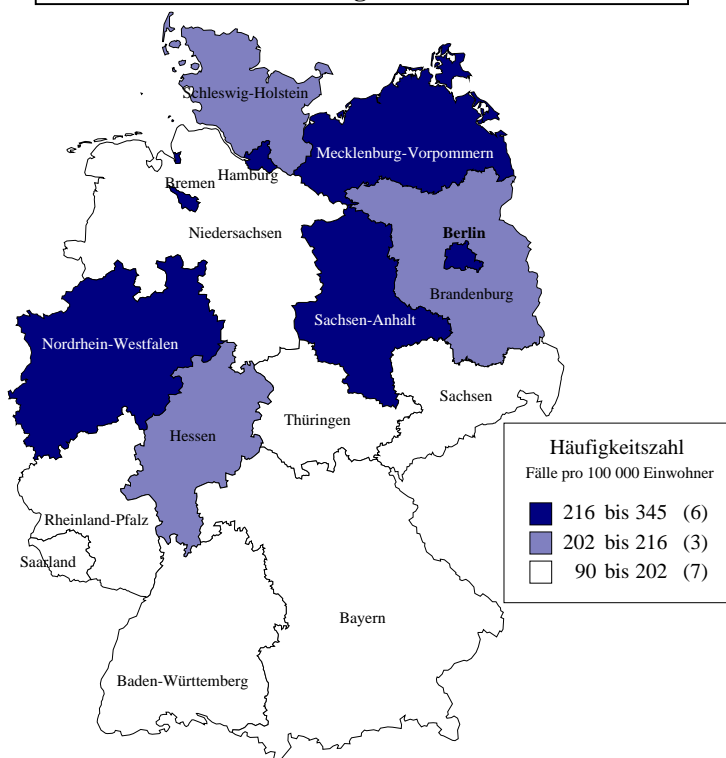 Schleswig-Holstein
Mecklenburg-Vorpommern
Hamburg
Bremen
Niedersachsen
Berlin
Brandenburg
Sachsen-Anhalt
Nordrhein-Westfalen
Sachsen
Thüringen
Hessen
Häufigkeitszahl
Fälle pro 100 000 Einwohner
216 bis 345 (6)
202 bis 216 (3)
90 bis 202 (7)
Rheinland-Pfalz
Saarland
Bayern
Baden-Württemberg